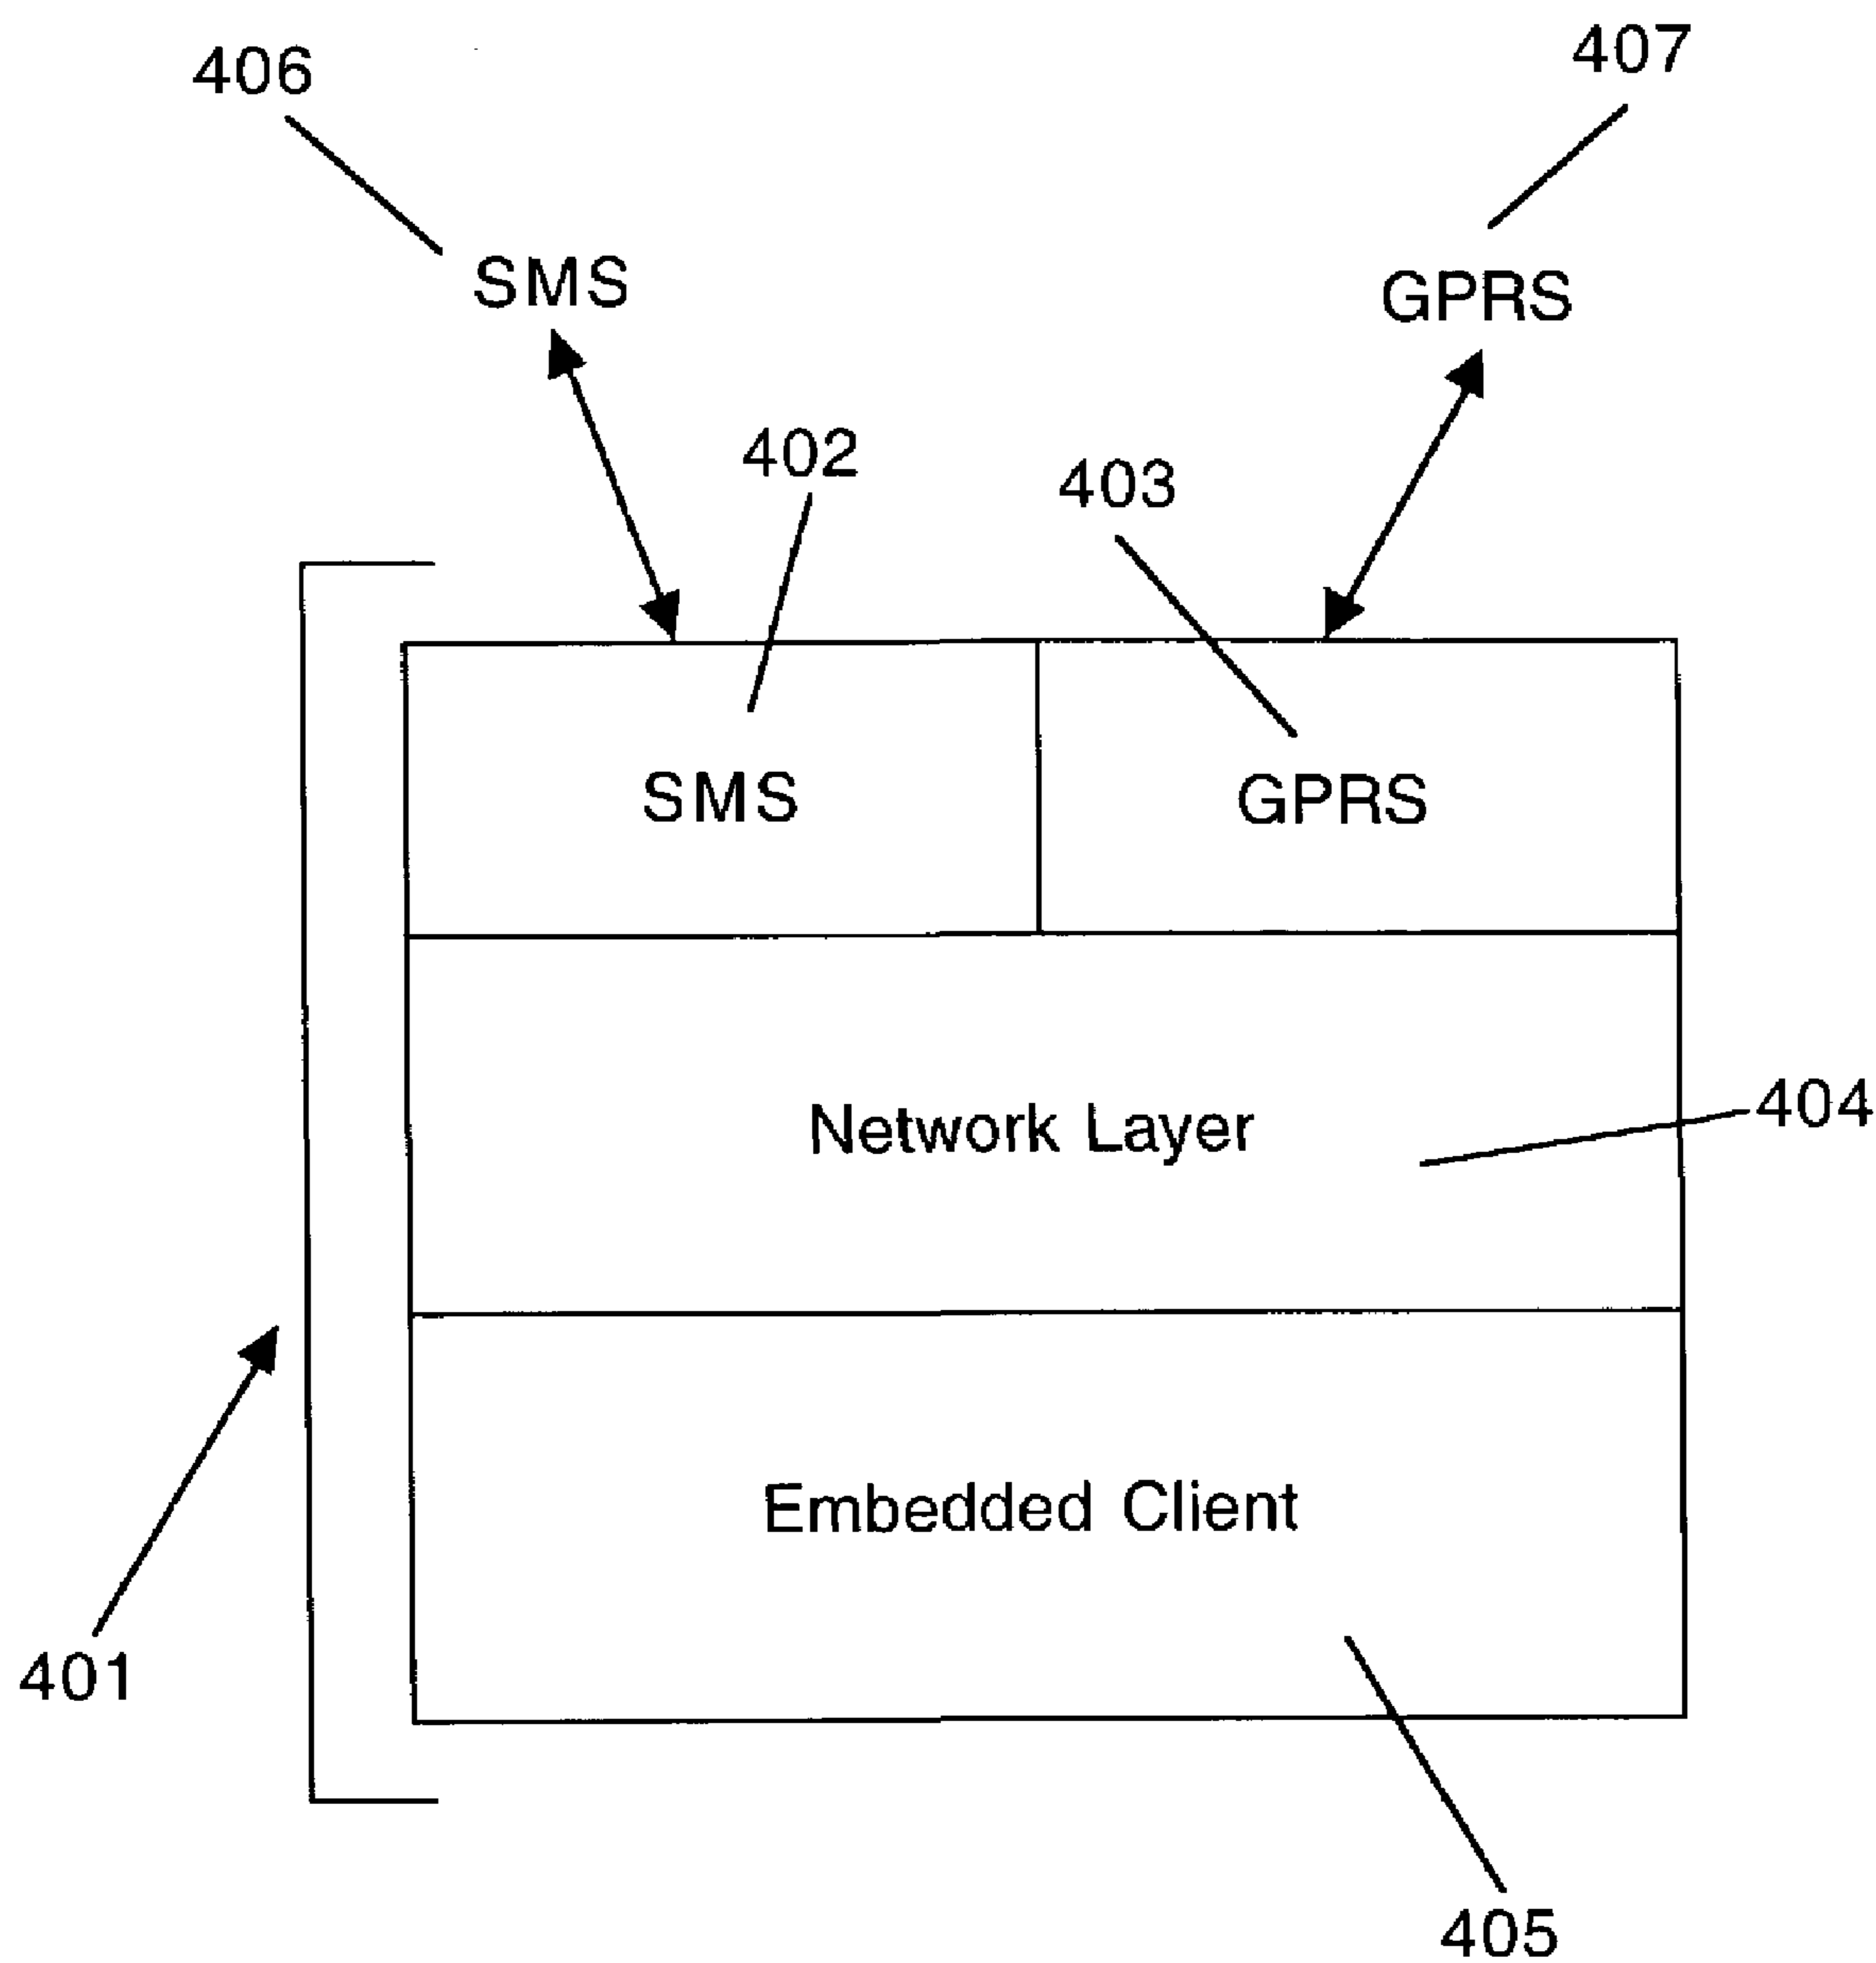 406
407
SMS
GPRS
402
403
SMS
GPRS
Network Layer
404
Embedded Client
401
405